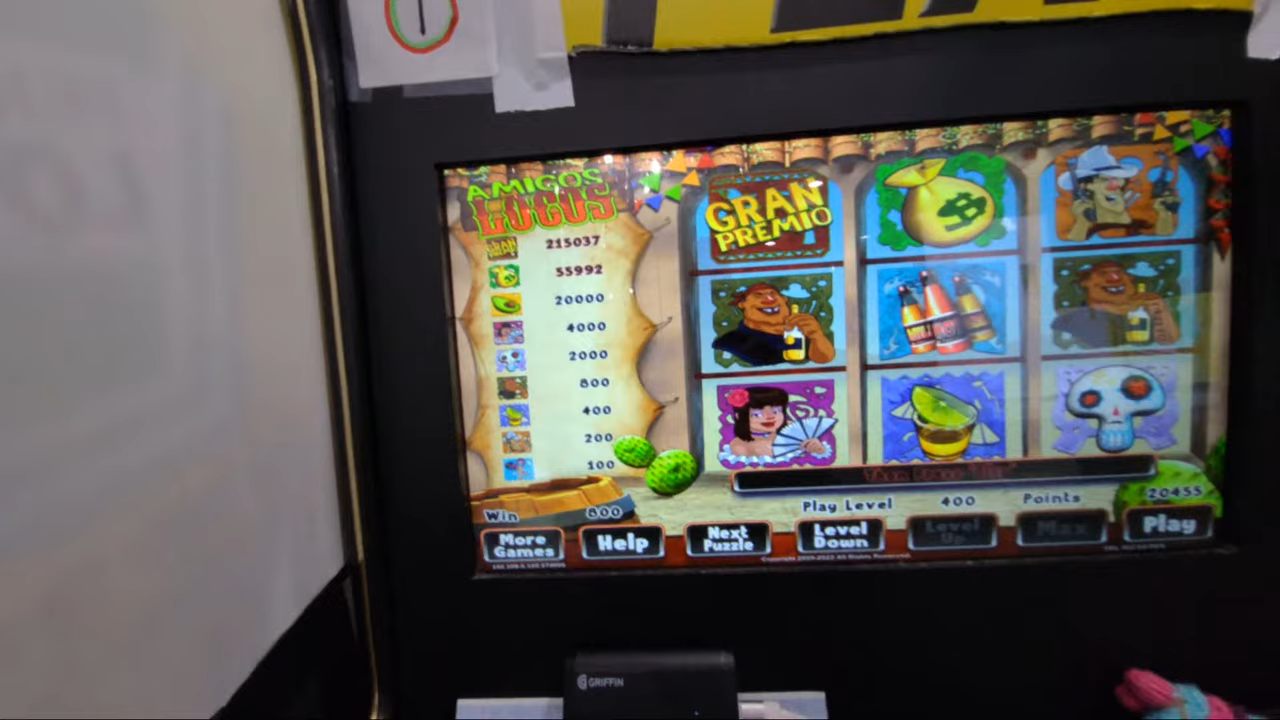 AMIGOS
LOCOS
GRAN
PREMIO
215037
55992
20000
4000
2000
800
400
200
100
Win 800
Play Level 400 Points 20455
More
Games
Help
Next
Puzzle
Level
Down
Level
Up
Max
Play
GRIFFIN